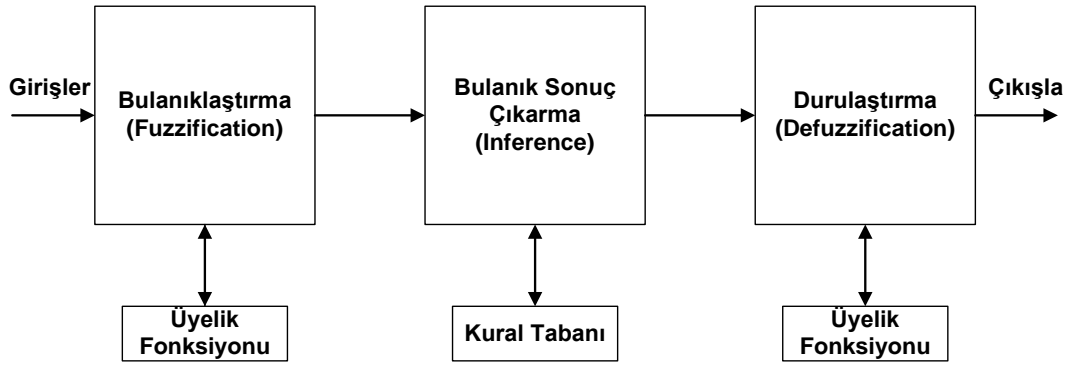 Girişler
Bulanıklaştırma
(Fuzzification)
Bulanık Sonuç
Çıkarma
(Inference)
Durulaştırma
(Defuzzification)
Çıkışla
Üyelik
Fonksiyonu
Kural Tabanı
Üyelik
Fonksiyonu